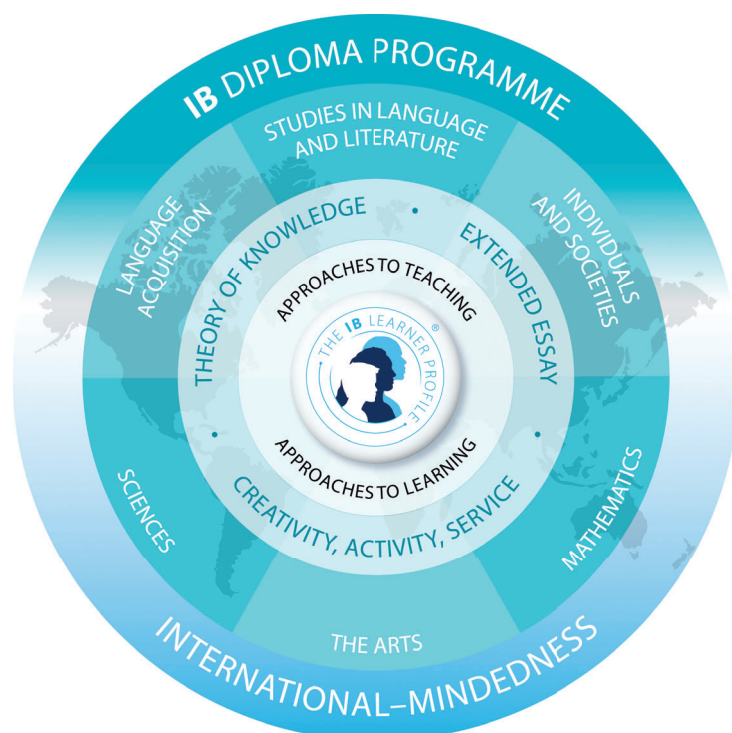 IB DIPLOMA PROGRAMME
STUDIES IN LANGUAGE
AND LITERATURE
LANGUAGE
ACQUISITION
INDIVIDUALS
AND SOCIETIES
THEORY OF KNOWLEDGE
EXTENDED ESSAY
APPROACHES TO TEACHING
THE IB LEARNER PROFILE ®
APPROACHES TO LEARNING
CREATIVITY, ACTIVITY, SERVICE
SCIENCES
MATHEMATICS
THE ARTS
INTERNATIONAL–MINDEDNESS